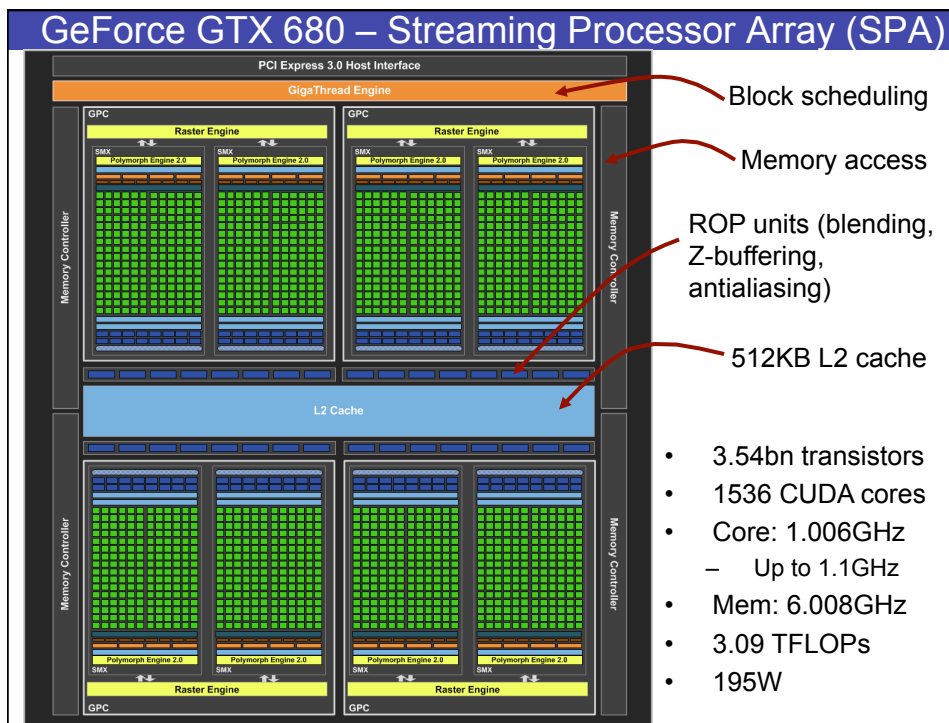 GeForce GTX 680 – Streaming Processor Array (SPA)
PCI Express 3.0 Host Interface
GigaThread Engine
GPC
GPC
Raster Engine
Raster Engine
SMX
SMX
SMX
SMX
Polymorph Engine 2.0
Polymorph Engine 2.0
Polymorph Engine 2.0
Polymorph Engine 2.0
Memory Controller
Memory Controller
L2 Cache
Memory Controller
Memory Controller
Polymorph Engine 2.0
Polymorph Engine 2.0
Polymorph Engine 2.0
Polymorph Engine 2.0
SMX
SMX
SMX
SMX
Raster Engine
Raster Engine
GPC
GPC
Block scheduling
Memory access
ROP units (blending,
Z-buffering,
antialiasing)
512KB L2 cache
• 3.54bn transistors
• 1536 CUDA cores
• Core: 1.006GHz
– Up to 1.1GHz
• Mem: 6.008GHz
• 3.09 TFLOPs
• 195W